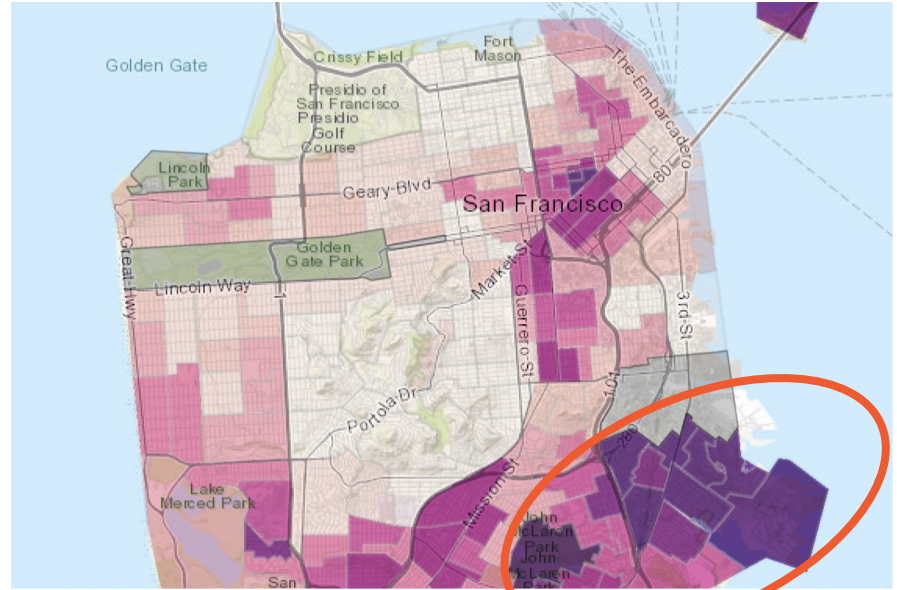 Golden Gate
Crissy Field
Fort
Mason
The Embarcadero
Presidio of
San Francisco
Presidio
Golf
Course
80
Lincoln
Park
Geary-Blvd
San Francisco
Golden
Gate Park
Great-Hwy
Lincoln Way
1
Market-St
Guerrero-St
3rd-St
101
Portola-Dr
280
Mission-St
Lake
Merced Park
John
McLaren
Park
John
McLaren
Park
San